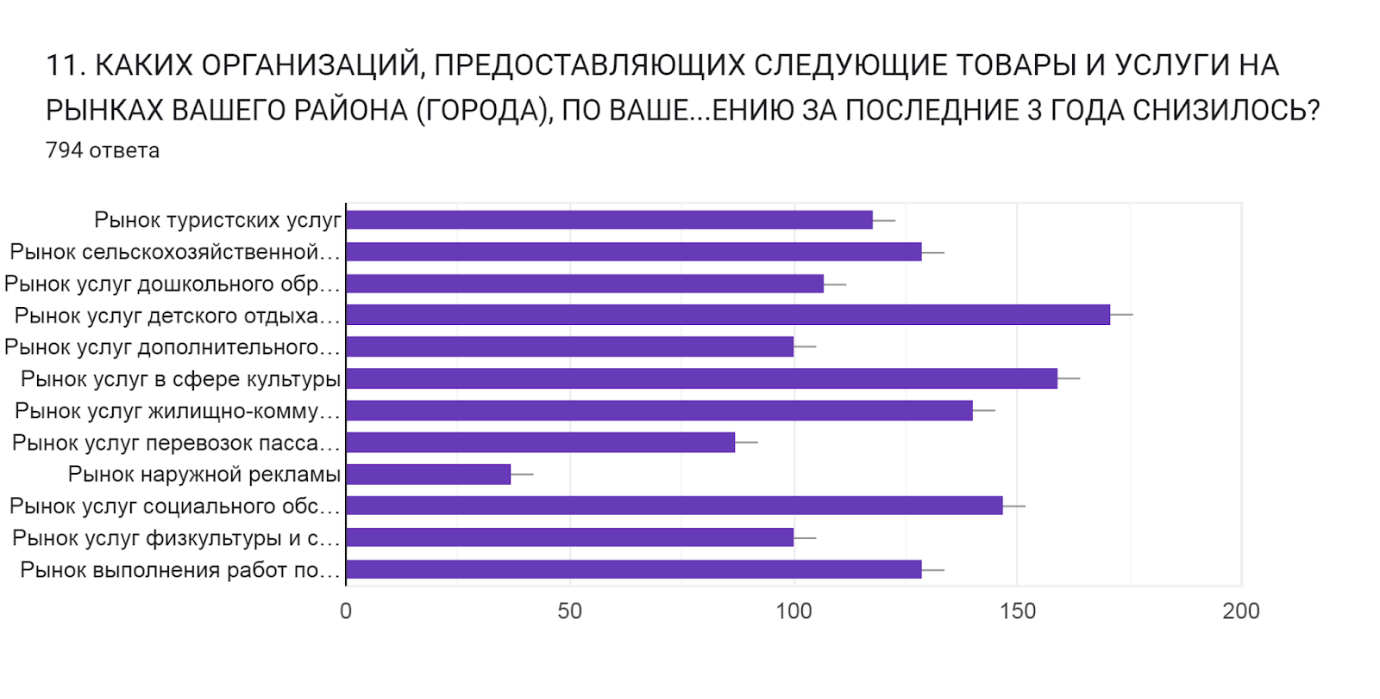 11. КАКИХ ОРГАНИЗАЦИЙ, ПРЕДОСТАВЛЯЮЩИХ СЛЕДУЮЩИЕ ТОВАРЫ И УСЛУГИ НА
РЫНКАХ ВАШЕГО РАЙОНА (ГОРОДА), ПО ВАШЕ...ЕНИЮ ЗА ПОСЛЕДНИЕ 3 ГОДА СНИЗИЛОСЬ?
794 ответа
Рынок туристских услуг
Рынок сельскохозяйственной…
Рынок услуг дошкольного обр…
Рынок услуг детского отдыха…
Рынок услуг дополнительного…
Рынок услуг в сфере культуры
Рынок услуг жилищно-комму…
Рынок услуг перевозок пасса…
Рынок наружной рекламы
Рынок услуг социального обс…
Рынок услуг физкультуры и с…
Рынок выполнения работ по…
0 50 100 150 200